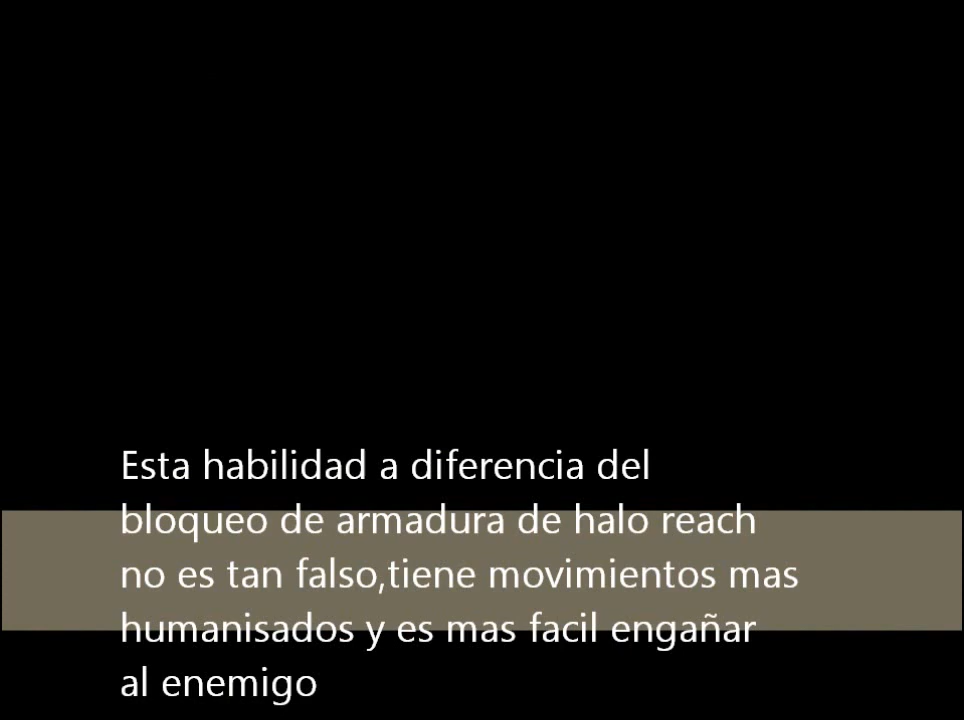 Esta habilidad a diferencia del
bloqueo de armadura de halo reach
no es tan falso,tiene movimientos mas
humanisados y es mas facil engañar
al enemigo